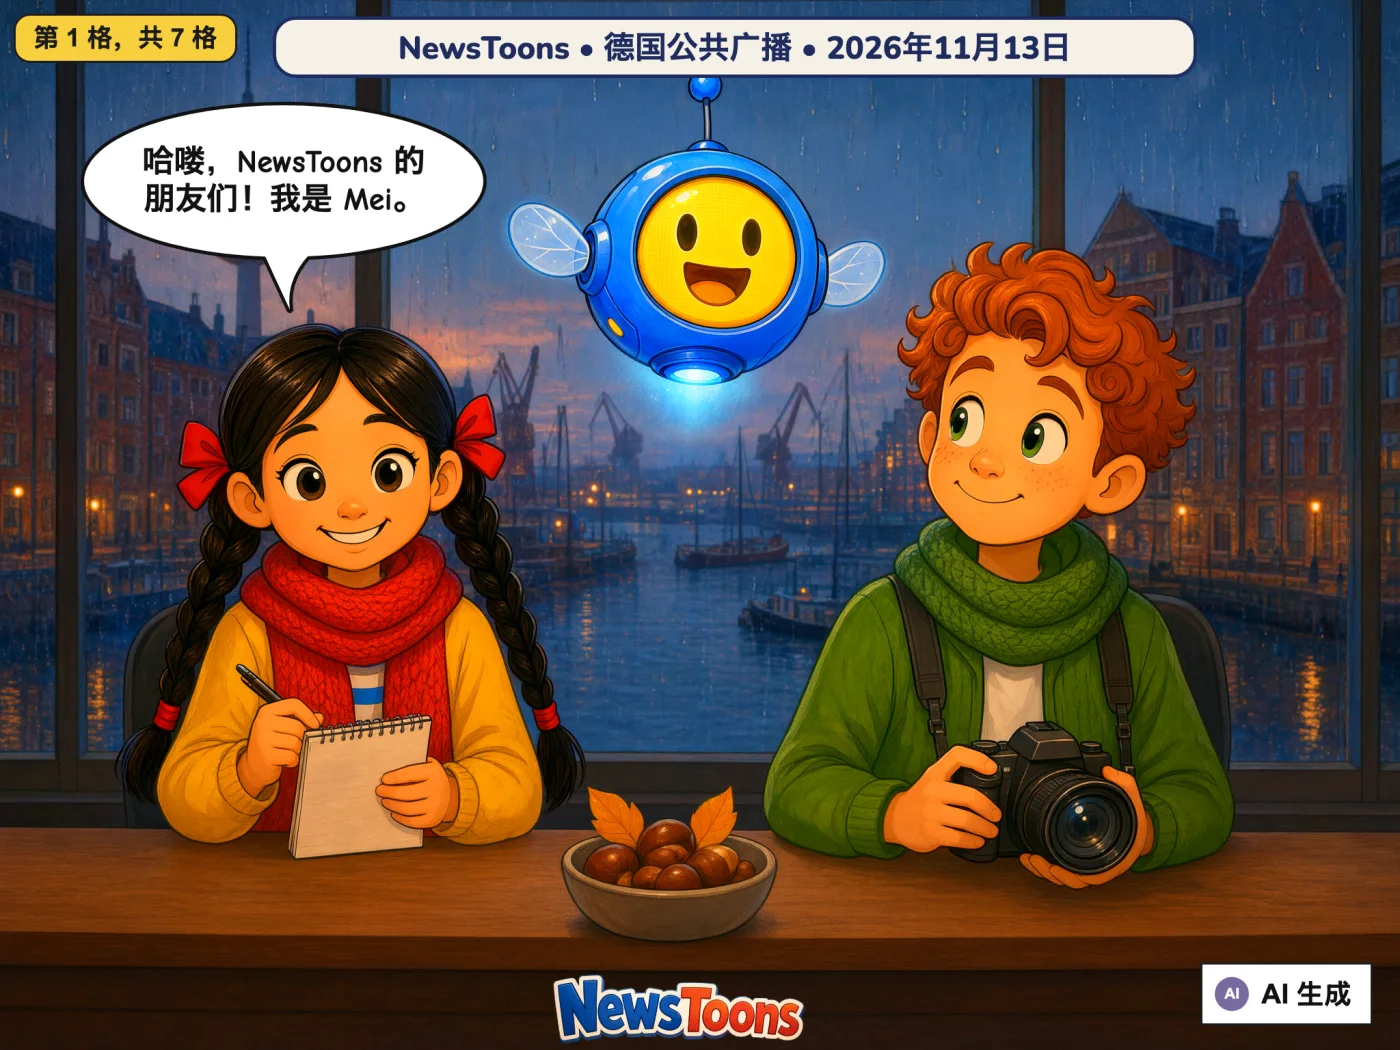 第 1 格，共 7 格
NewsToons • 德国公共广播 • 2026年11月13日
哈喽，NewsToons 的
朋友们！我是 Mei。
NewsToons
AI AI 生成